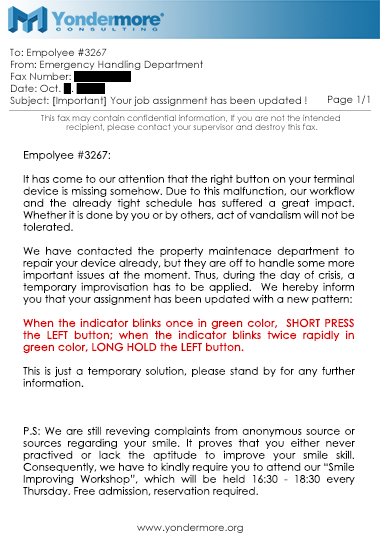 Yondermore®
CONSULTING
To: Empolyee #3267
From: Emergency Handling Department
Fax Number:
Date: Oct. .
Subject: [Important] Your job assignment has been updated !
Page 1/1
This fax may contain confidential information, If you are not the intended
recipient, please contact your supervisor and destroy this fax.
Empolyee #3267:
It has come to our attention that the right button on your terminal
device is missing somehow. Due to this malfunction, our workflow
and the already tight schedule has suffered a great impact.
Whether it is done by you or by others, act of vandalism will not be
tolerated.
We have contacted the property maintenace department to
repair your device already, but they are off to handle some more
important issues at the moment. Thus, during the day of crisis, a
temporary improvisation has to be applied. We hereby inform
you that your assignment has been updated with a new pattern:
When the indicator blinks once in green color, SHORT PRESS
the LEFT button; when the indicator blinks twice rapidly in
green color, LONG HOLD the LEFT button.
This is just a temporary solution, please stand by for any further
information.
P.S: We are still reveving complaints from anonymous source or
sources regarding your smile. It proves that you either never
practived or lack the aptitude to improve your smile skill.
Consequently, we have to kindly require you to attend our “Smile
Improving Workshop”, which will be held 16:30 - 18:30 every
Thursday. Free admission, reservation required.
www.yondermore.org